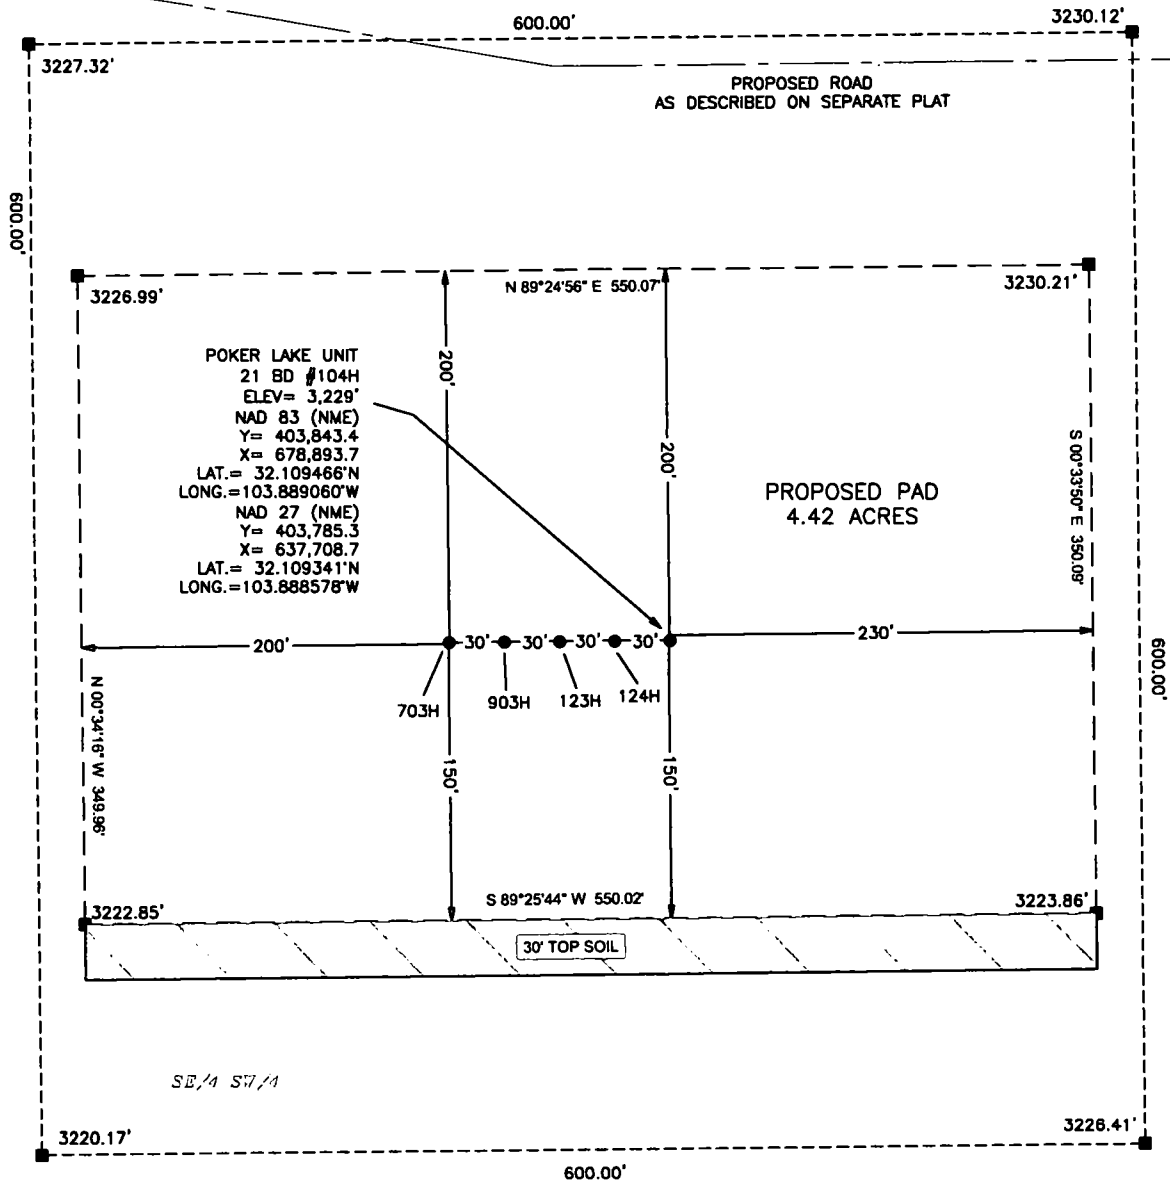 600.00'
3230.12'
3227.32'
PROPOSED ROAD
AS DESCRIBED ON SEPARATE PLAT
600.00'
3226.99'
N 89°24'56" E 550.07'
3230.21'
POKER LAKE UNIT
21 BD #104H
ELEV= 3,229'
NAD 83 (NME)
Y= 403,843.4
X= 678,893.7
LAT.= 32.109466°N
LONG.=103.889060°W
NAD 27 (NME)
Y= 403,785.3
X= 637,708.7
LAT.= 32.109341°N
LONG.=103.888578°W
200'
200'
PROPOSED PAD
4.42 ACRES
S 00°33'50" E 350.09'
200'
30'
30'
30'
30'
230'
703H
903H
123H
124H
600.00'
N 00°34'16" W 349.96'
150'
150'
3222.85'
S 89°25'44" W 550.02'
3223.86'
30' TOP SOIL
SE/4 SW/4
3220.17'
3226.41'
600.00'